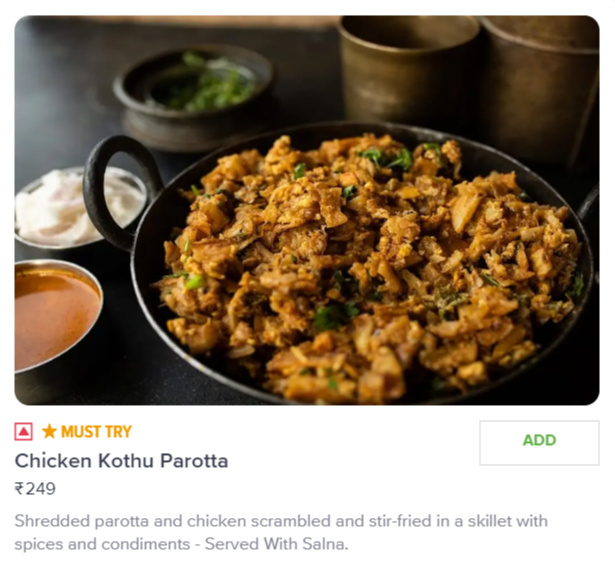 MUST TRY
Chicken Kothu Parotta
₹249
ADD
Shredded parotta and chicken scrambled and stir-fried in a skillet with
spices and condiments - Served With Salna.